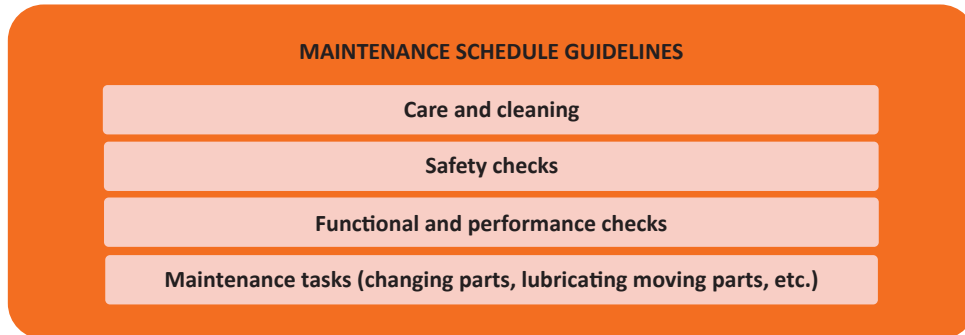 MAINTENANCE SCHEDULE GUIDELINES
Care and cleaning
Safety checks
Functional and performance checks
Maintenance tasks (changing parts, lubricating moving parts, etc.)